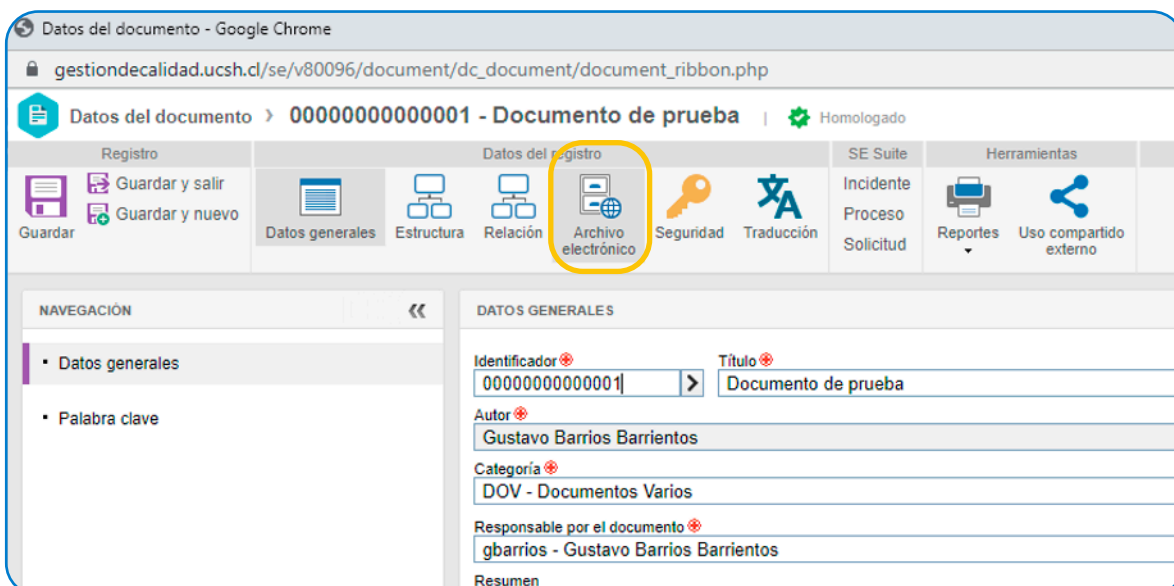 Datos del documento - Google Chrome
gestiondecalidad.ucsh.cl/se/v80096/document/dc_document/document_ribbon.php
Datos del documento > 00000000000001 - Documento de prueba | Homologado
Registro
Datos del registro
SE Suite
Herramientas
Guardar
Guardar y salir
Guardar y nuevo
Datos generales
Estructura
Relación
Archivo
electrónico
Seguridad
Traducción
Incidente
Proceso
Solicitud
Reportes
Uso compartido
externo
NAVEGACIÓN
Datos generales
Palabra clave
DATOS GENERALES
Identificador
Título
00000000000001
Documento de prueba
Autor
Gustavo Barrios Barrientos
Categoría
DOV - Documentos Varios
Responsable por el documento
gbarrios - Gustavo Barrios Barrientos
Resumen